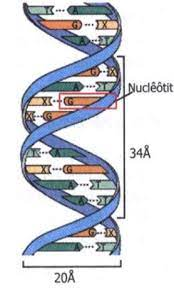 T A
G X
G X
A T
Nuclêôtit
X G
X G
34Å
T A
X G
A T
G X
A T
20Å